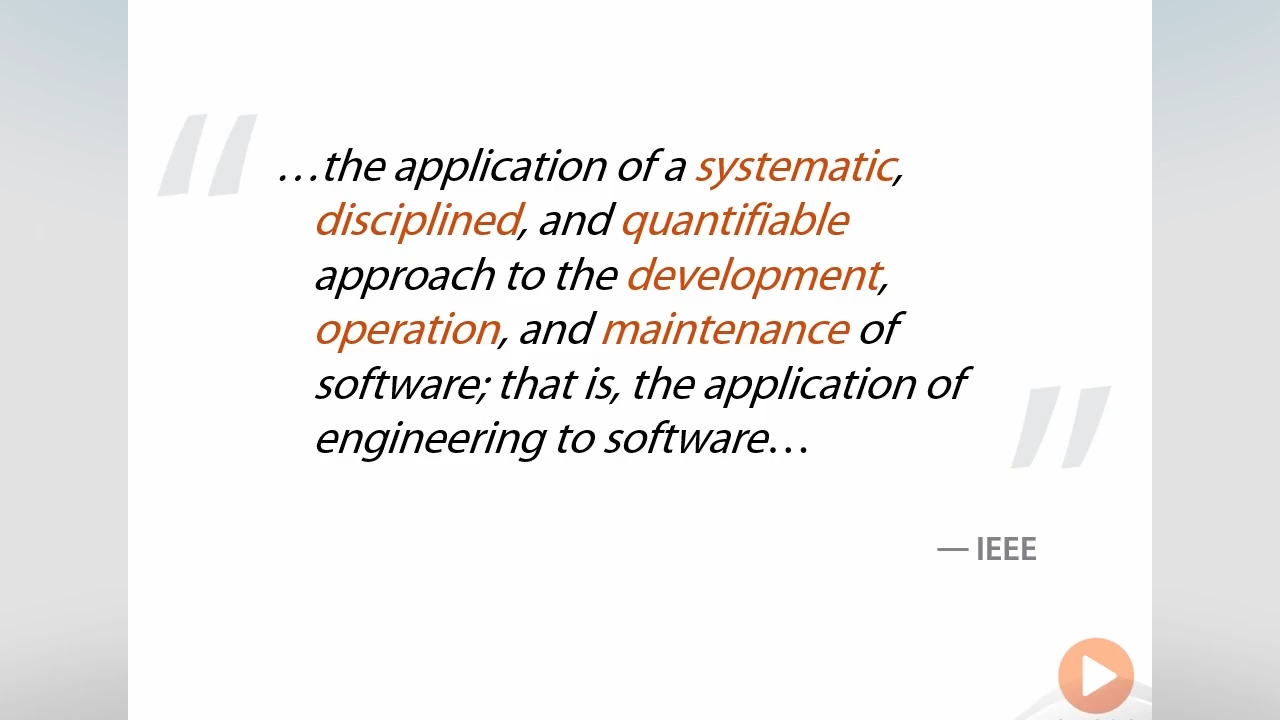 …the application of a systematic,
disciplined, and quantifiable
approach to the development,
operation, and maintenance of
software; that is, the application of
engineering to software…
— IEEE